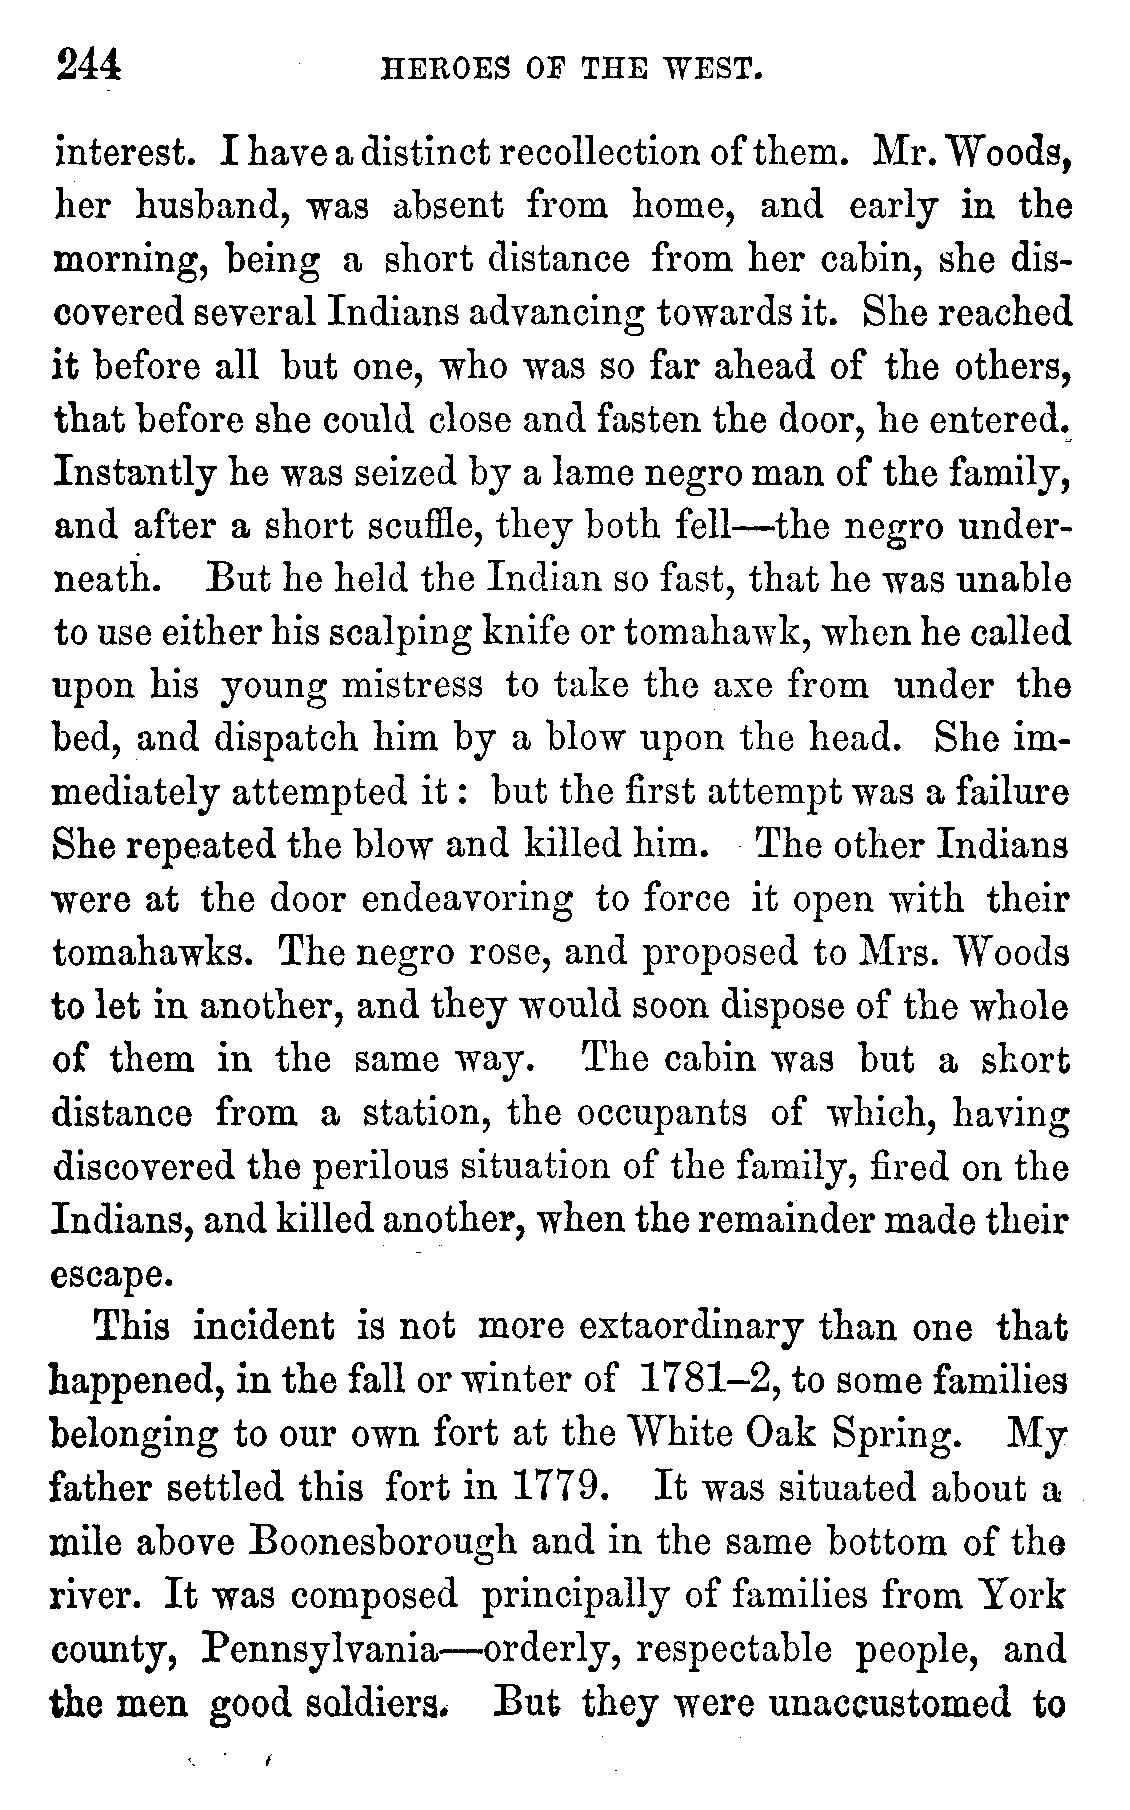 244 HEROES OF THE WEST.
interest. I have a distinct recollection of them. Mr. Woods,
her husband, was absent from home, and early in the
morning, being a short distance from her cabin, she dis-
covered several Indians advancing towards it. She reached
it before all but one, who was so far ahead of the others,
that before she could close and fasten the door, he entered.
Instantly he was seized by a lame negro man of the family,
and after a short scuffle, they both fell—the negro under-
neath. But he held the Indian so fast, that he was unable
to use either his scalping knife or tomahawk, when he called
upon his young mistress to take the axe from under the
bed, and dispatch him by a blow upon the head. She im-
mediately attempted it: but the first attempt was a failure
She repeated the blow and killed him. The other Indians
were at the door endeavoring to force it open with their
tomahawks. The negro rose, and proposed to Mrs. Woods
to let in another, and they would soon dispose of the whole
of them in the same way. The cabin was but a short
distance from a station, the occupants of which, having
discovered the perilous situation of the family, fired on the
Indians, and killed another, when the remainder made their
escape.
This incident is not more extaordinary than one that
happened, in the fall or winter of 1781–2, to some families
belonging to our own fort at the White Oak Spring. My
father settled this fort in 1779. It was situated about a
mile above Boonesborough and in the same bottom of the
river. It was composed principally of families from York
county, Pennsylvania—orderly, respectable people, and
the men good soldiers. But they were unaccustomed to